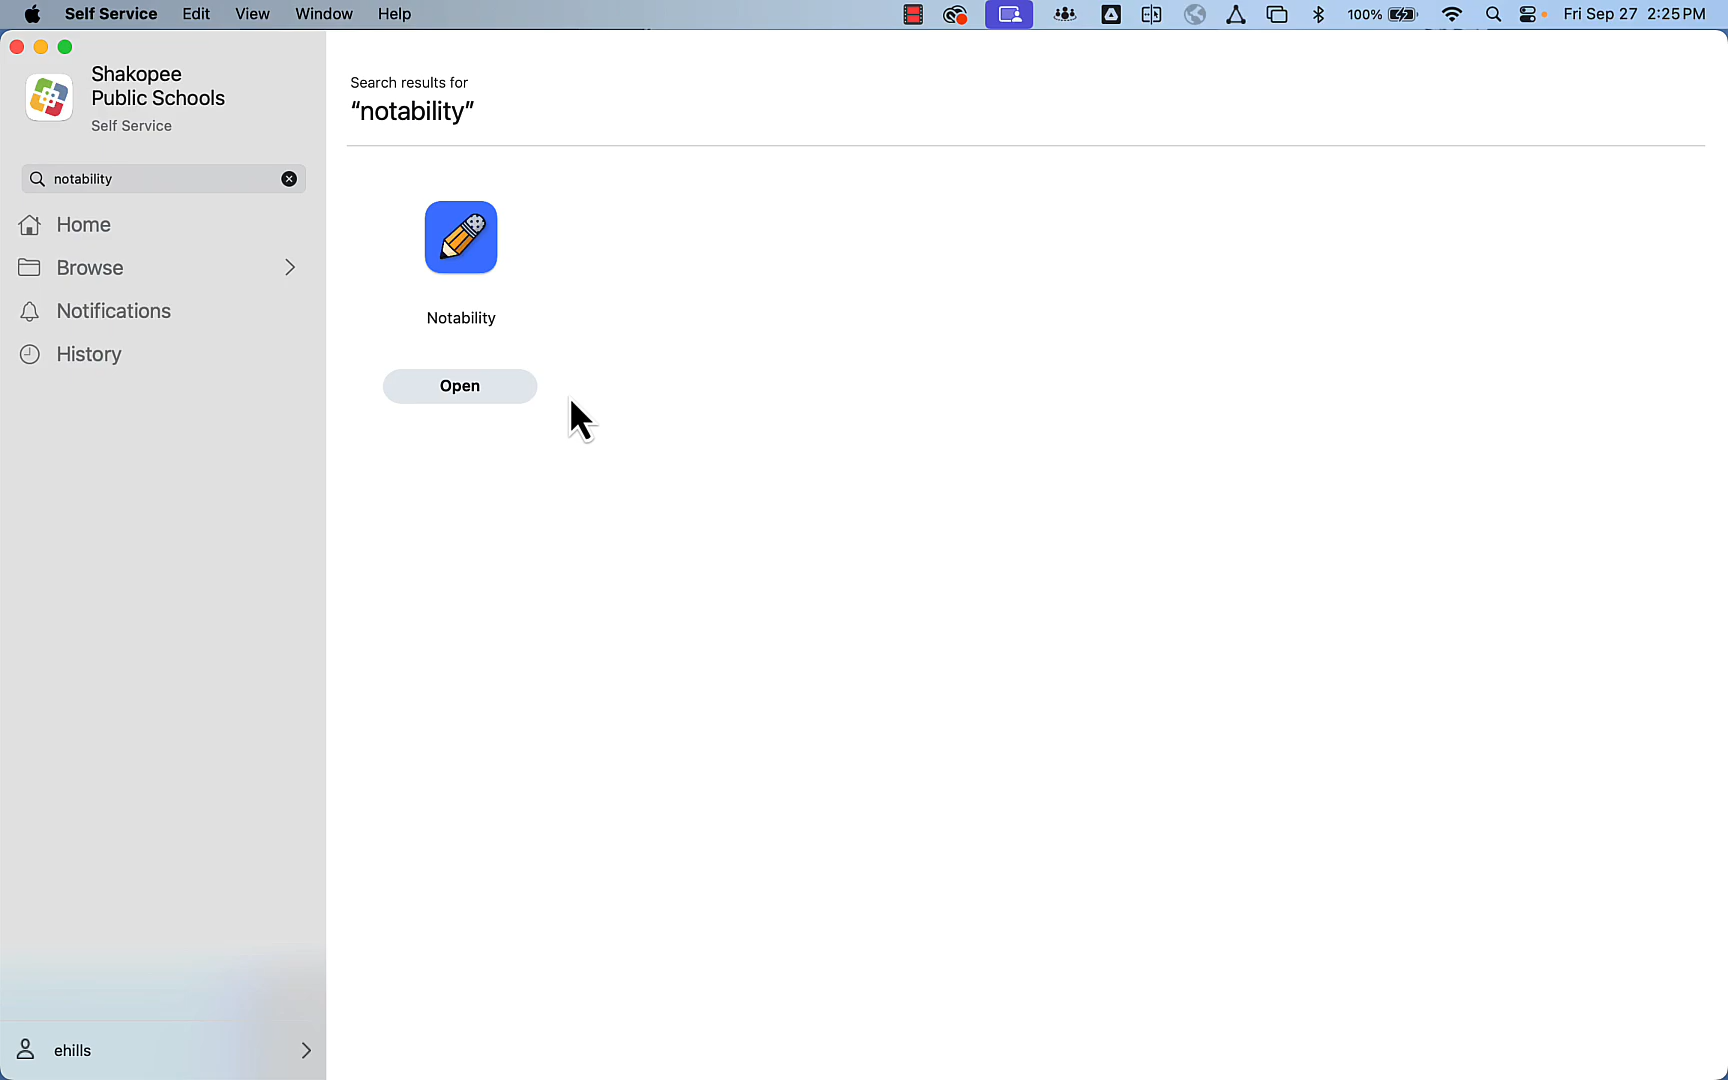 Self Service Edit View Window Help 100% Fri Sep 27 2:25 PM
Shakopee
Public Schools
Self Service
notability
Home
Browse
Notifications
History
ehills
Search results for
“notability”
Notability
Open